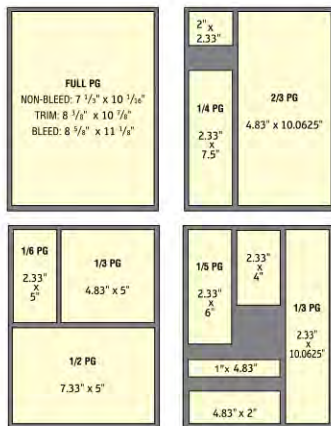 FULL PG
NON-BLEED: 7 1/3" x 10 1/16"
TRIM: 8 3/8" x 10 7/8"
BLEED: 8 5/8" x 11 1/8"
2" x
2.33"
1/4 PG
2.33"
x
7.5"
2/3 PG
4.83" x 10.0625"
1/6 PG
2.33"
x
5"
1/3 PG
4.83" x 5"
1/2 PG
7.33" x 5"
1/5 PG
2.33"
x
6"
2.33"
x
4"
1/3 PG
2.33"
x
10.0625"
1"x 4.83"
4.83" x 2"